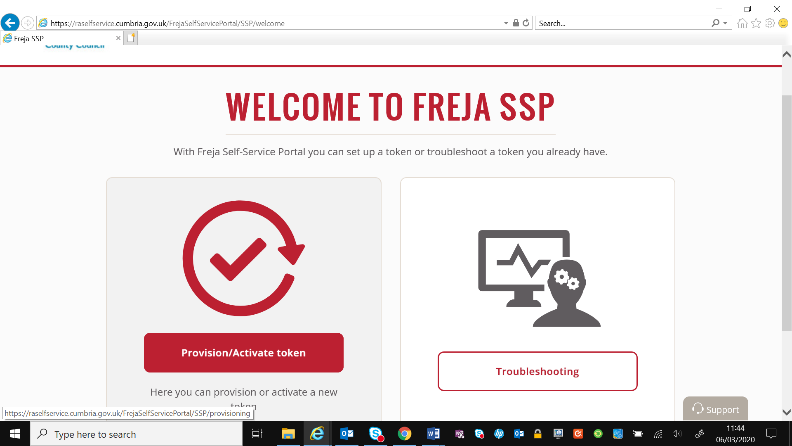 https://raselfservice.cumbria.gov.uk/FrejaSelfServicePortal/SSP/welcome
Search...
Freja SSP
County Council
WELCOME TO FREJA SSP
With Freja Self-Service Portal you can set up a token or troubleshoot a token you already have.
Provision/Activate token
Troubleshooting
Here you can provision or activate a new
token
Support
https://raselfservice.cumbria.gov.uk/FrejaSelfServicePortal/SSP/provisioning
Type here to search
11:44
06/03/2020